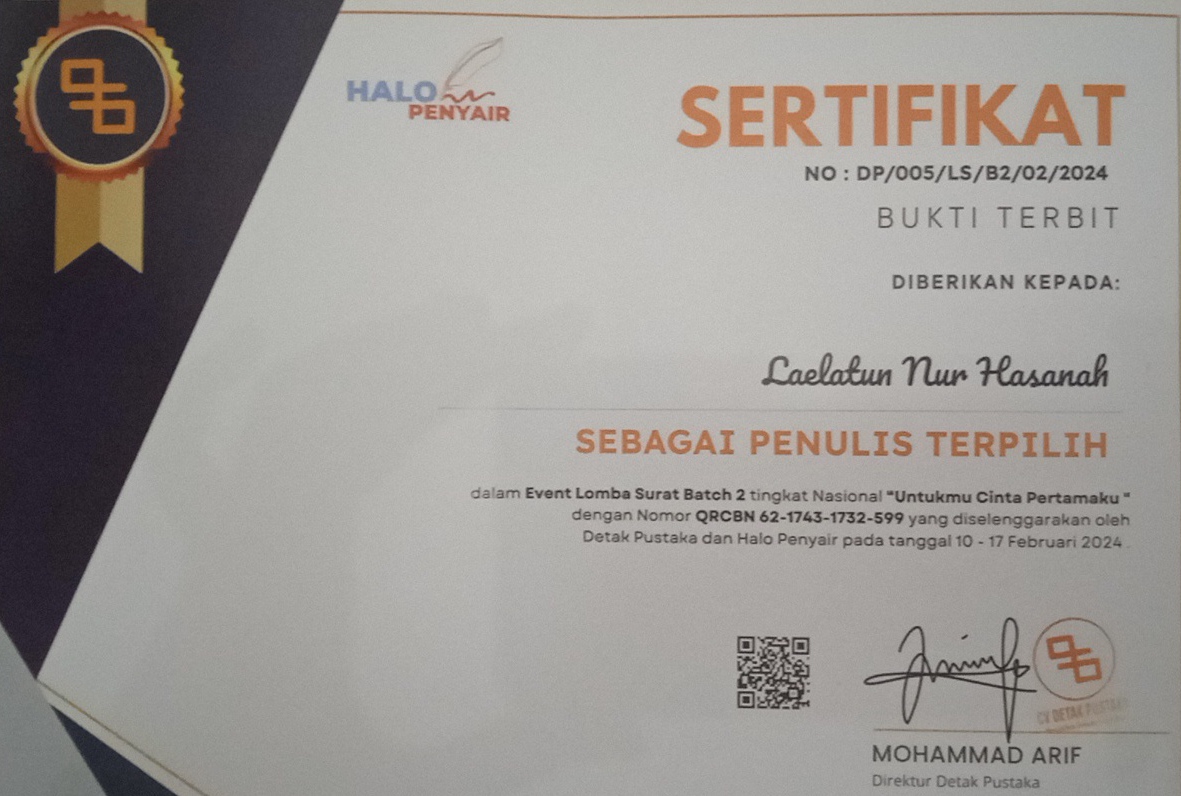 HALO
PENYAIR
SERTIFIKAT
NO : DP/005/LS/B2/02/2024
BUKTI TERBIT
DIBERIKAN KEPADA:
Laelatun Nur Hasanah
SEBAGAI PENULIS TERPILIH
dalam Event Lomba Surat Batch 2 tingkat Nasional "Untukmu Cinta Pertamaku "
dengan Nomor QRCBN 62-1743-1732-599 yang diselenggarakan oleh
Detak Pustaka dan Halo Penyair pada tanggal 10 - 17 Februari 2024 .
CV DETAK PUSTAKA
MOHAMMAD ARIF
Direktur Detak Pustaka